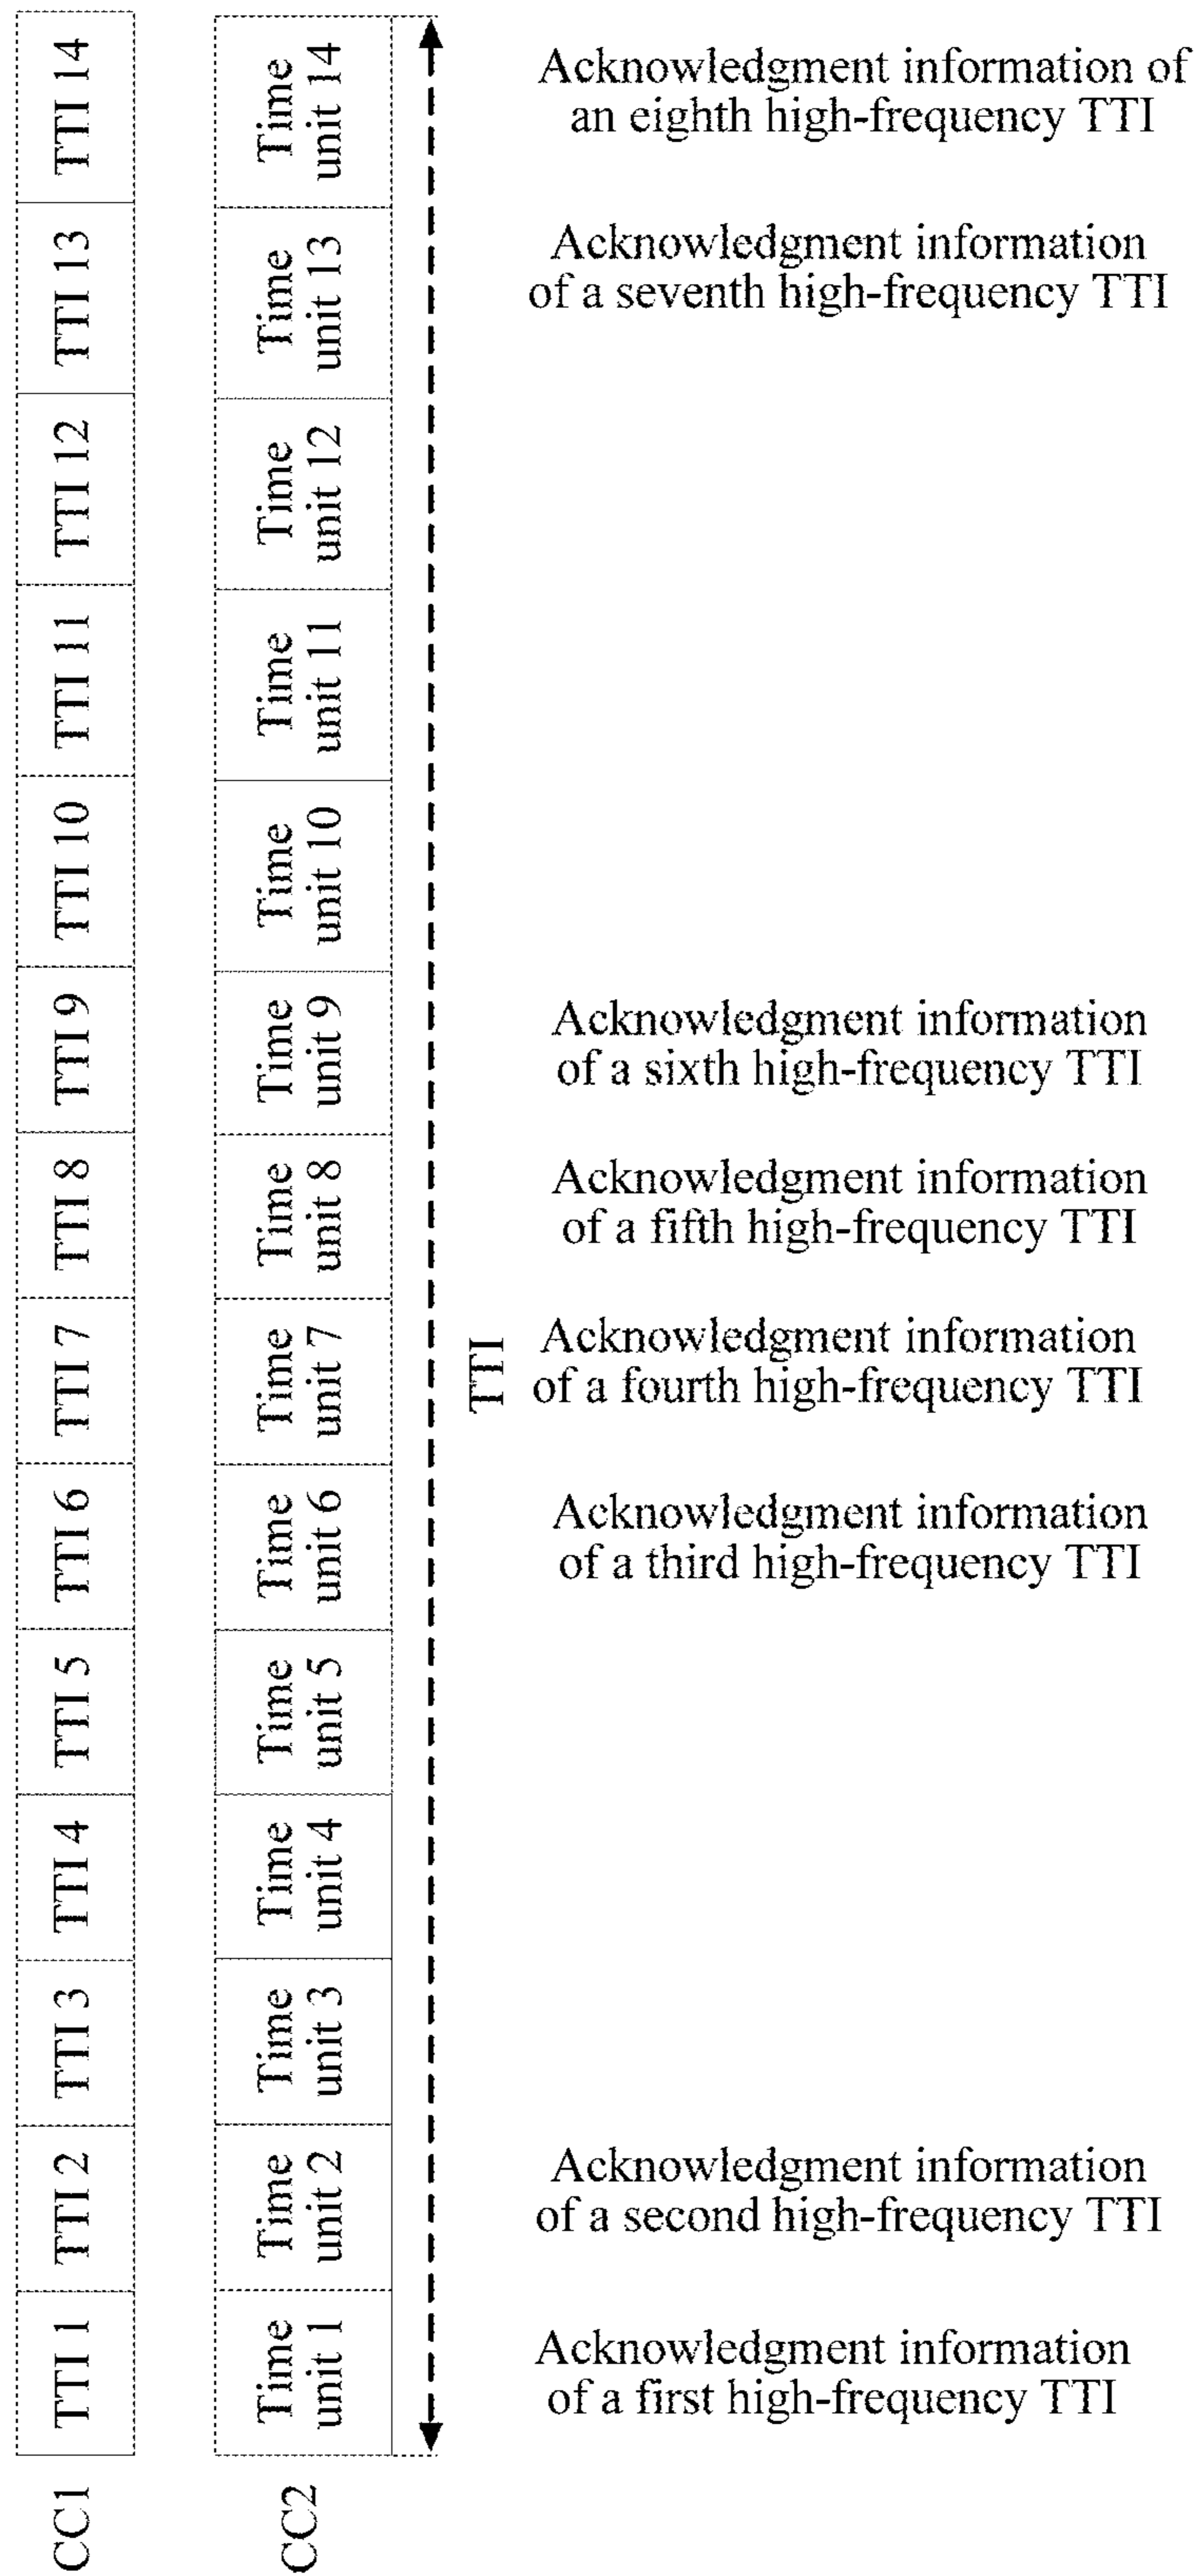 TTI 14
TTI 13
TTI 12
TTI 11
TTI 10
TTI 9
TTI 8
TTI 7
TTI 6
TTI 5
TTI 4
TTI 3
TTI 2
TTI 1
CC1
Time
unit 14
Time
unit 13
Time
unit 12
Time
unit 11
Time
unit 10
Time
unit 9
Time
unit 8
Time
unit 7
Time
unit 6
Time
unit 5
Time
unit 4
Time
unit 3
Time
unit 2
Time
unit 1
CC2
TTI
Acknowledgment information of
an eighth high-frequency TTI
Acknowledgment information
of a seventh high-frequency TTI
Acknowledgment information
of a sixth high-frequency TTI
Acknowledgment information
of a fifth high-frequency TTI
Acknowledgment information
of a fourth high-frequency TTI
Acknowledgment information
of a third high-frequency TTI
Acknowledgment information
of a second high-frequency TTI
Acknowledgment information
of a first high-frequency TTI